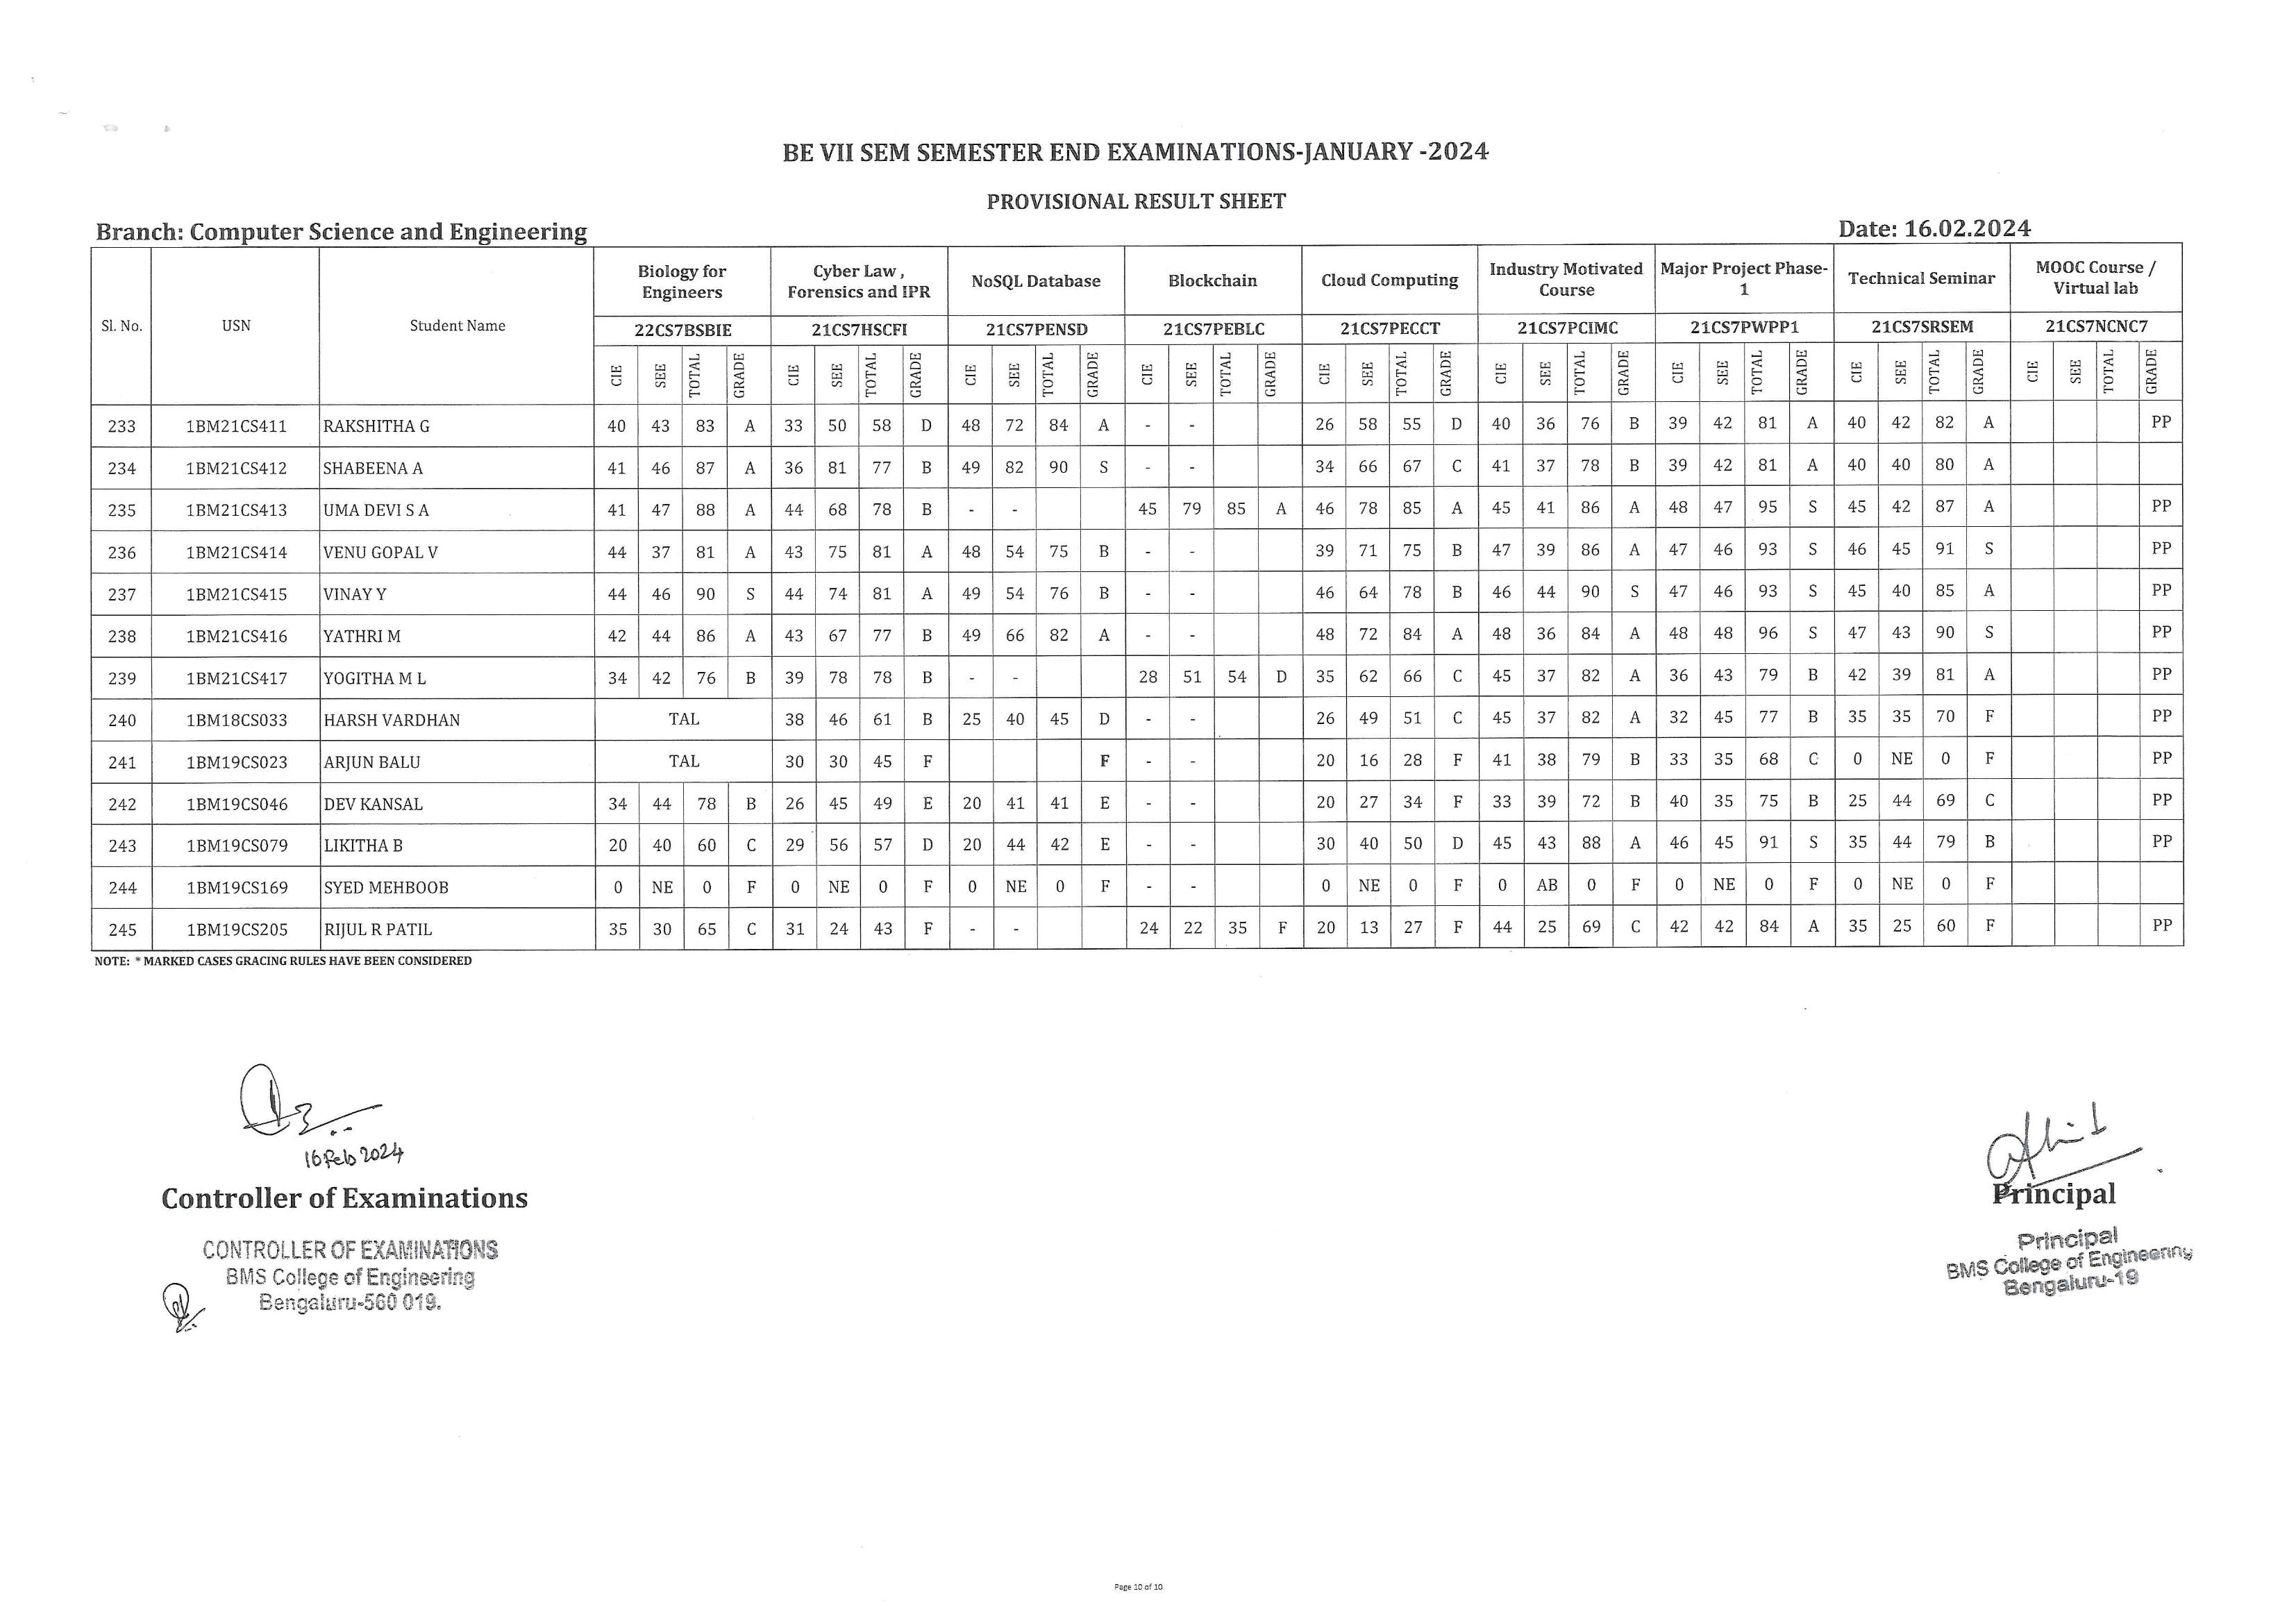 BE VII SEM SEMESTER END EXAMINATIONS-JANUARY -2024
PROVISIONAL RESULT SHEET
Branch: Computer Science and Engineering Date: 16.02.2024
Sl. No. USN Student Name Biology for Engineers Cyber Law , Forensics and IPR NoSQL Database Blockchain Cloud Computing Industry Motivated Course Major Project Phase-1 Technical Seminar MOOC Course / Virtual lab
22CS7BSBIE 21CS7HSCFI 21CS7PENSD 21CS7PEBLC 21CS7PECCT 21CS7PCIMC 21CS7PWPP1 21CS7SRSEM 21CS7NCNC7
CIE SEE TOTAL GRADE CIE SEE TOTAL GRADE CIE SEE TOTAL GRADE CIE SEE TOTAL GRADE CIE SEE TOTAL GRADE CIE SEE TOTAL GRADE CIE SEE TOTAL GRADE CIE SEE TOTAL GRADE CIE SEE TOTAL GRADE
233 1BM21CS411 RAKSHITHA G 40 43 83 A 33 50 58 D 48 72 84 A - - 26 58 55 D 40 36 76 B 39 42 81 A 40 42 82 A PP
234 1BM21CS412 SHABEENA A 41 46 87 A 36 81 77 B 49 82 90 S - - 34 66 67 C 41 37 78 B 39 42 81 A 40 40 80 A
235 1BM21CS413 UMA DEVI S A 41 47 88 A 44 68 78 B - - 45 79 85 A 46 78 85 A 45 41 86 A 48 47 95 S 45 42 87 A PP
236 1BM21CS414 VENU GOPAL V 44 37 81 A 43 75 81 A 48 54 75 B - - 39 71 75 B 47 39 86 A 47 46 93 S 46 45 91 S PP
237 1BM21CS415 VINAY Y 44 46 90 S 44 74 81 A 49 54 76 B - - 46 64 78 B 46 44 90 S 47 46 93 S 45 40 85 A PP
238 1BM21CS416 YATHRI M 42 44 86 A 43 67 77 B 49 66 82 A - - 48 72 84 A 48 36 84 A 48 48 96 S 47 43 90 S PP
239 1BM21CS417 YOGITHA M L 34 42 76 B 39 78 78 B - - 28 51 54 D 35 62 66 C 45 37 82 A 36 43 79 B 42 39 81 A PP
240 1BM18CS033 HARSH VARDHAN TAL 38 46 61 B 25 40 45 D - - 26 49 51 C 45 37 82 A 32 45 77 B 35 35 70 F PP
241 1BM19CS023 ARJUN BALU TAL 30 30 45 F F - - 20 16 28 F 41 38 79 B 33 35 68 C 0 NE 0 F PP
242 1BM19CS046 DEV KANSAL 34 44 78 B 26 45 49 E 20 41 41 E - - 20 27 34 F 33 39 72 B 40 35 75 B 25 44 69 C PP
243 1BM19CS079 LIKITHA B 20 40 60 C 29 56 57 D 20 44 42 E - - 30 40 50 D 45 43 88 A 46 45 91 S 35 44 79 B PP
244 1BM19CS169 SYED MEHBOOB 0 NE 0 F 0 NE 0 F 0 NE 0 F - - 0 NE 0 F 0 AB 0 F 0 NE 0 F 0 NE 0 F
245 1BM19CS205 RIJUL R PATIL 35 30 65 C 31 24 43 F - - 24 22 35 F 20 13 27 F 44 25 69 C 42 42 84 A 35 25 60 F PP
NOTE: * MARKED CASES GRACING RULES HAVE BEEN CONSIDERED
16 Feb 2024
Controller of Examinations
CONTROLLER OF EXAMINATIONS
BMS College of Engineering
Bengaluru-560 019.
Principal
Principal
BMS College of Engineering
Bengaluru-19
Page 10 of 10